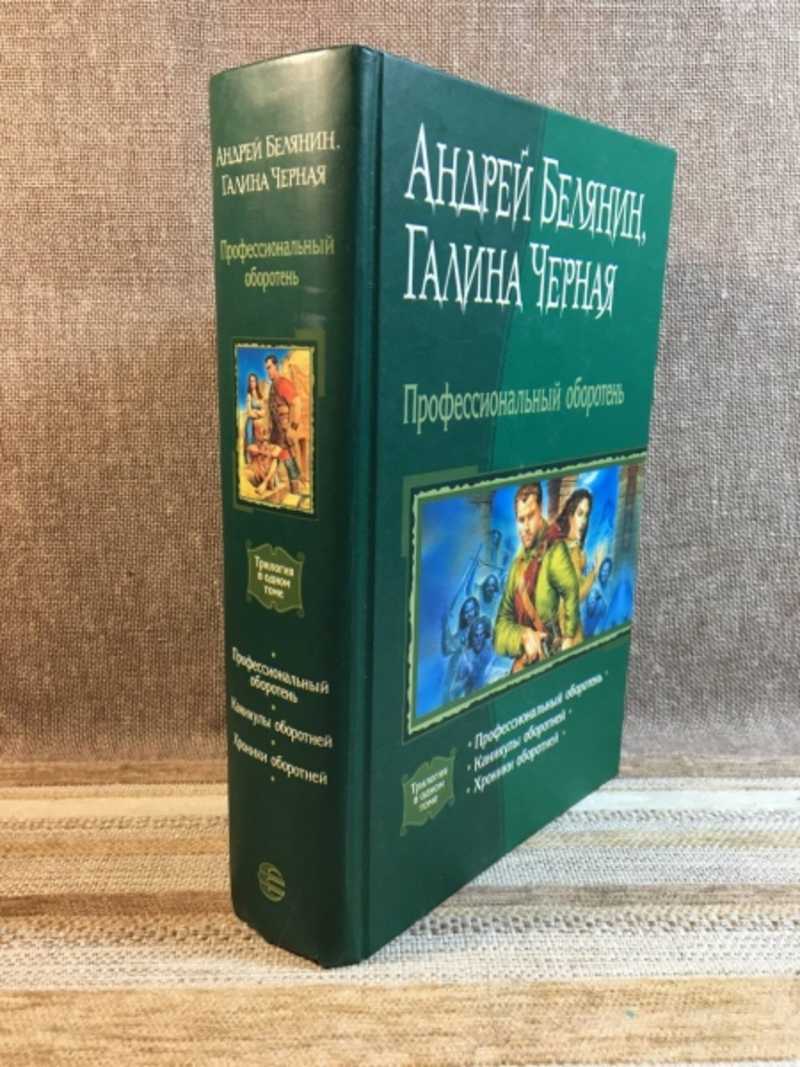 Андрей Белянин,
Галина Черная
Профессиональный
оборотень
Трилогия
в одном
томе
Профессиональный
оборотень
Каникулы оборотней
Хроники оборотней
Андрей Белянин,
Галина Черная
Профессиональный оборотень
• Профессиональный оборотень •
• Каникулы оборотней •
• Хроники оборотней •
Трилогия
в одном
томе